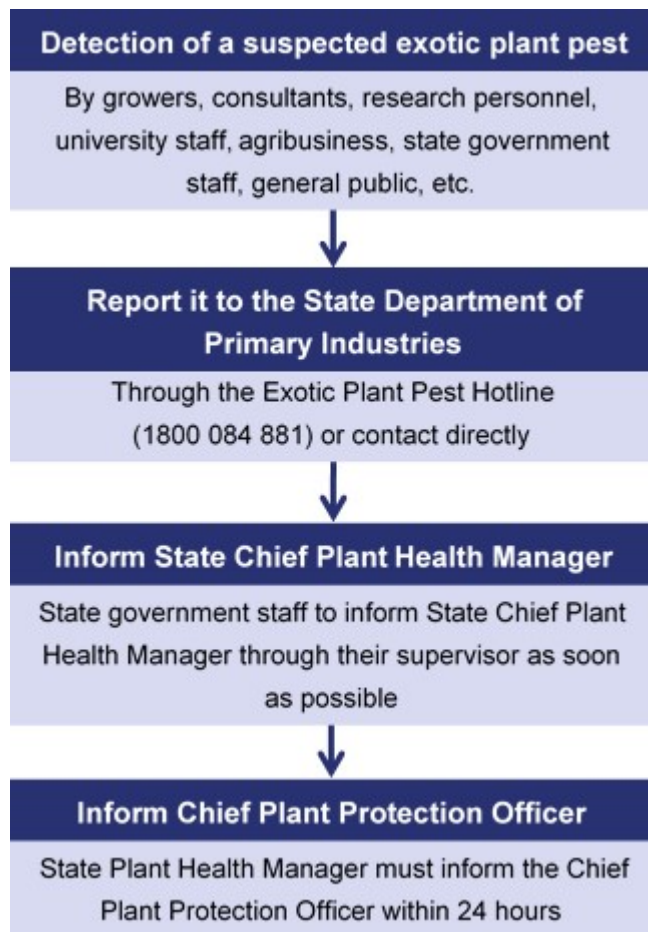 Detection of a suspected exotic plant pest
By growers, consultants, research personnel,
university staff, agribusiness, state government
staff, general public, etc.
Report it to the State Department of
Primary Industries
Through the Exotic Plant Pest Hotline
(1800 084 881) or contact directly
Inform State Chief Plant Health Manager
State government staff to inform State Chief Plant
Health Manager through their supervisor as soon
as possible
Inform Chief Plant Protection Officer
State Plant Health Manager must inform the Chief
Plant Protection Officer within 24 hours